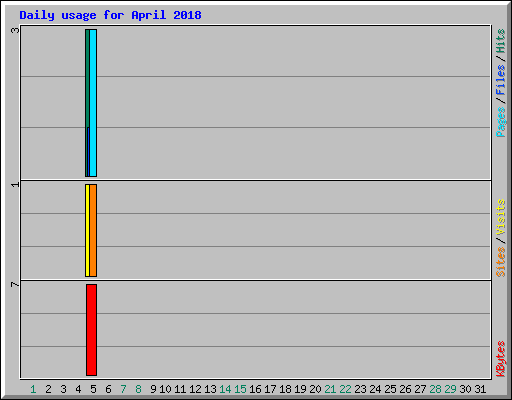 Daily usage for April 2018
3
1
7
Pages / Files / Hits
Sites / Visits
KBytes
1 2 3 4 5 6 7 8 9 10 11 12 13 14 15 16 17 18 19 20 21 22 23 24 25 26 27 28 29 30 31